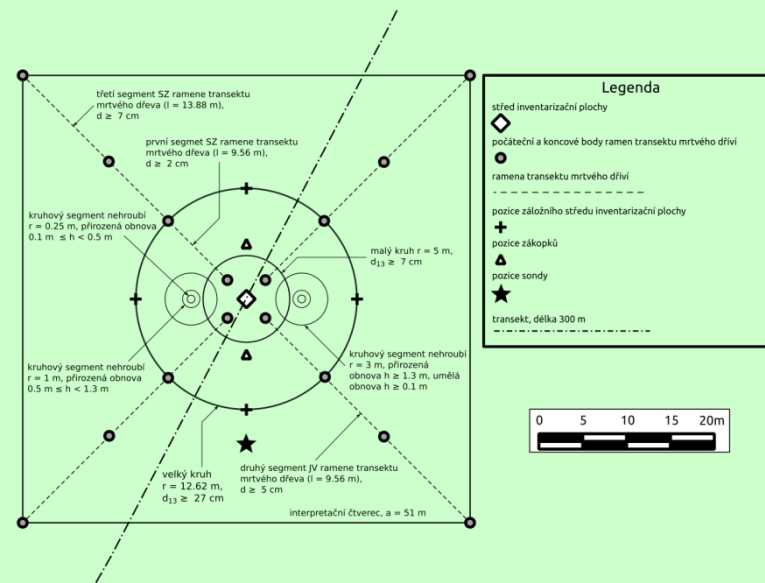 třetí segment SZ ramene transektu
mrtvého dřeva (l = 13.88 m),
d ≥ 7 cm
první segmet SZ ramene transektu
mrtvého dřeva (l = 9.56 m),
d ≥ 2 cm
kruhový segment nehroubí
r = 0.25 m, přirozená obnova
0.1 m ≤ h < 0.5 m
malý kruh r = 5 m,
d13 ≥ 7 cm
kruhový segment nehroubí
r = 1 m, přirozená obnova
0.5 m ≤ h < 1.3 m
kruhový segment nehroubí
r = 3 m, přirozená
obnova h ≥ 1.3 m, umělá
obnova h ≥ 0.1 m
velký kruh
r = 12.62 m,
d13 ≥ 27 cm
druhý segment JV ramene transektu
mrtvého dřeva (l = 9.56 m),
d ≥ 5 cm
interpretační čtverec, a = 51 m
Legenda
střed inventarizační plochy
počáteční a koncové body ramen transektu mrtvého dříví
ramena transektu mrtvého dříví
pozice záložního středu inventarizační plochy
pozice zákopků
pozice sondy
transekt, délka 300 m
0 5 10 15 20m